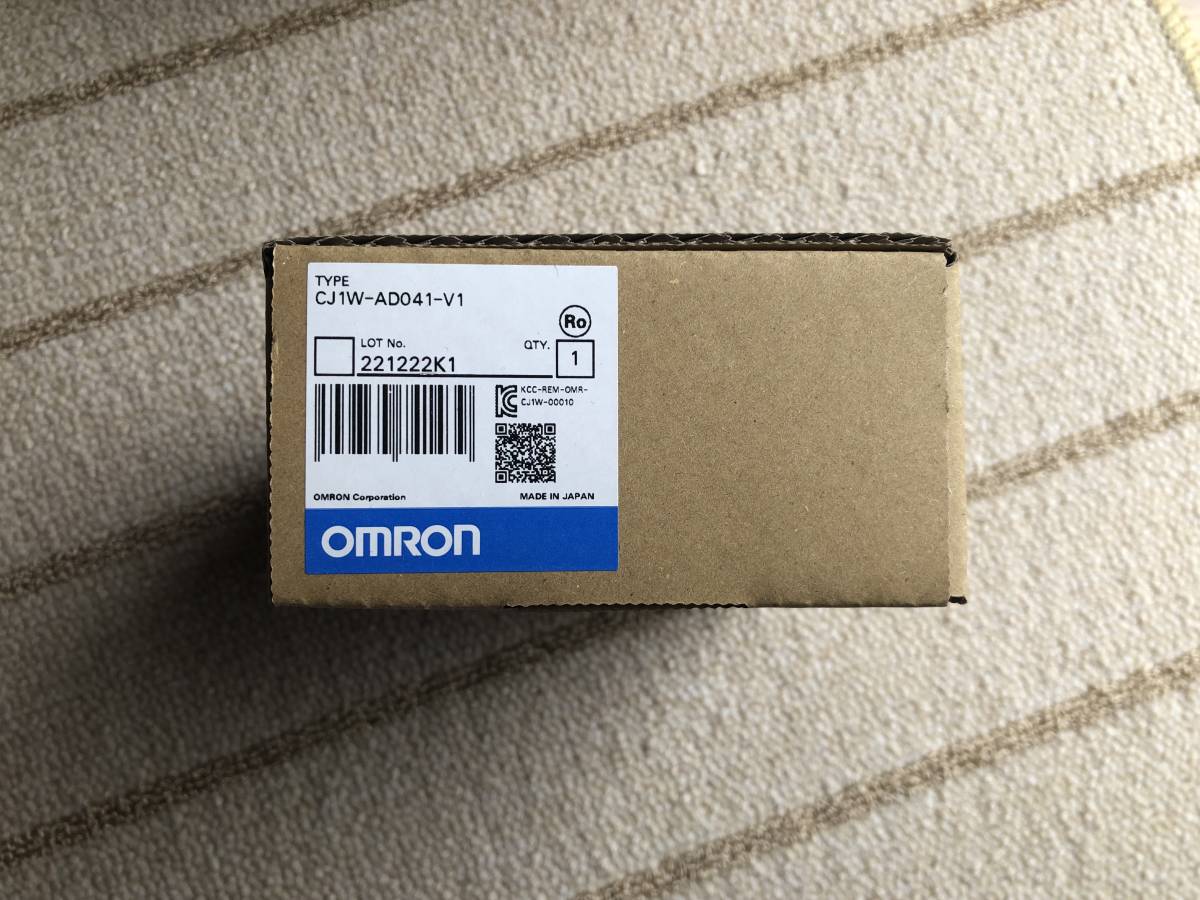 TYPE
CJ1W-AD041-V1
Ro
LOT No.
221222K1
QTY.
1
KCC-REM-OMR-
CJ1W-00010
OMRON Corporation
MADE IN JAPAN
OMRON